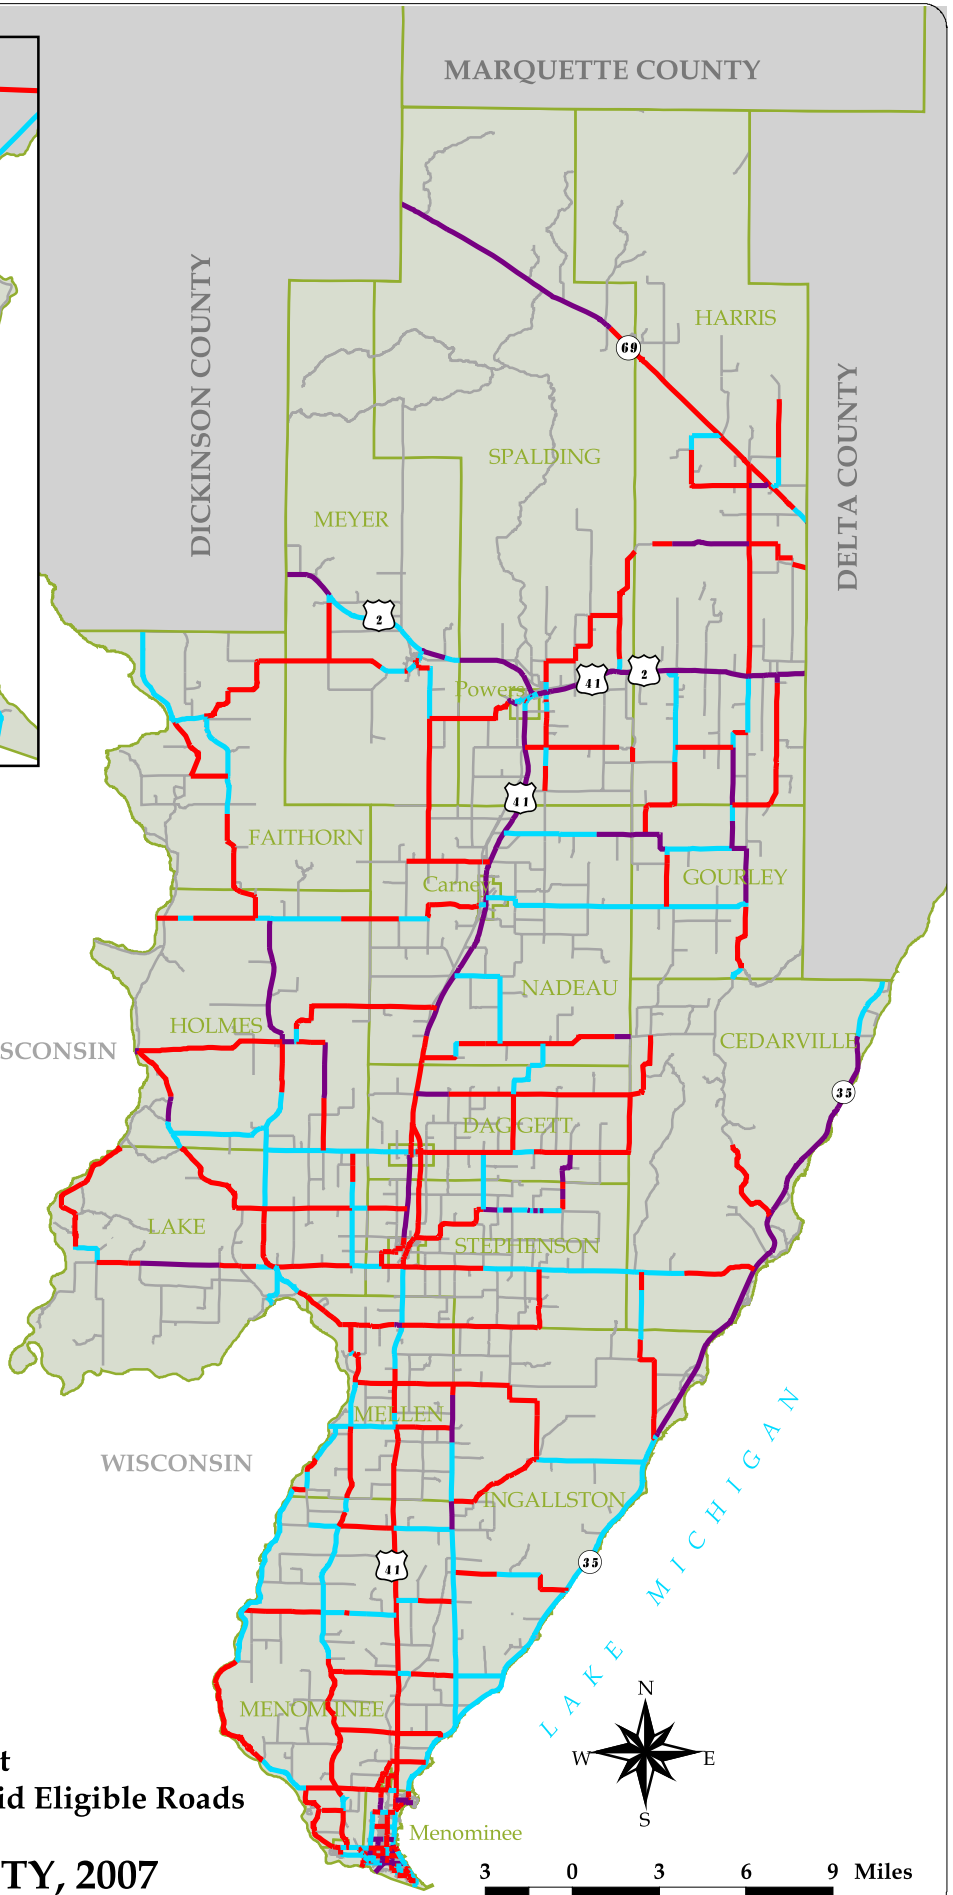 MARQUETTE COUNTY
DICKINSON COUNTY
HARRIS
69
DELTA COUNTY
SPALDING
MEYER
2
41
2
Powers
41
FAITHORN
Carney
GOURLEY
NADEAU
HOLMES
SCONSIN
CEDARVILLE
35
DAGGETT
LAKE
STEPHENSON
MELLEN
WISCONSIN
INGALLSTON
41
35
LAKE MICHIGAN
MENOMINEE
N
W E
S
t
id Eligible Roads
Menominee
TY, 2007
3 0 3 6 9 Miles